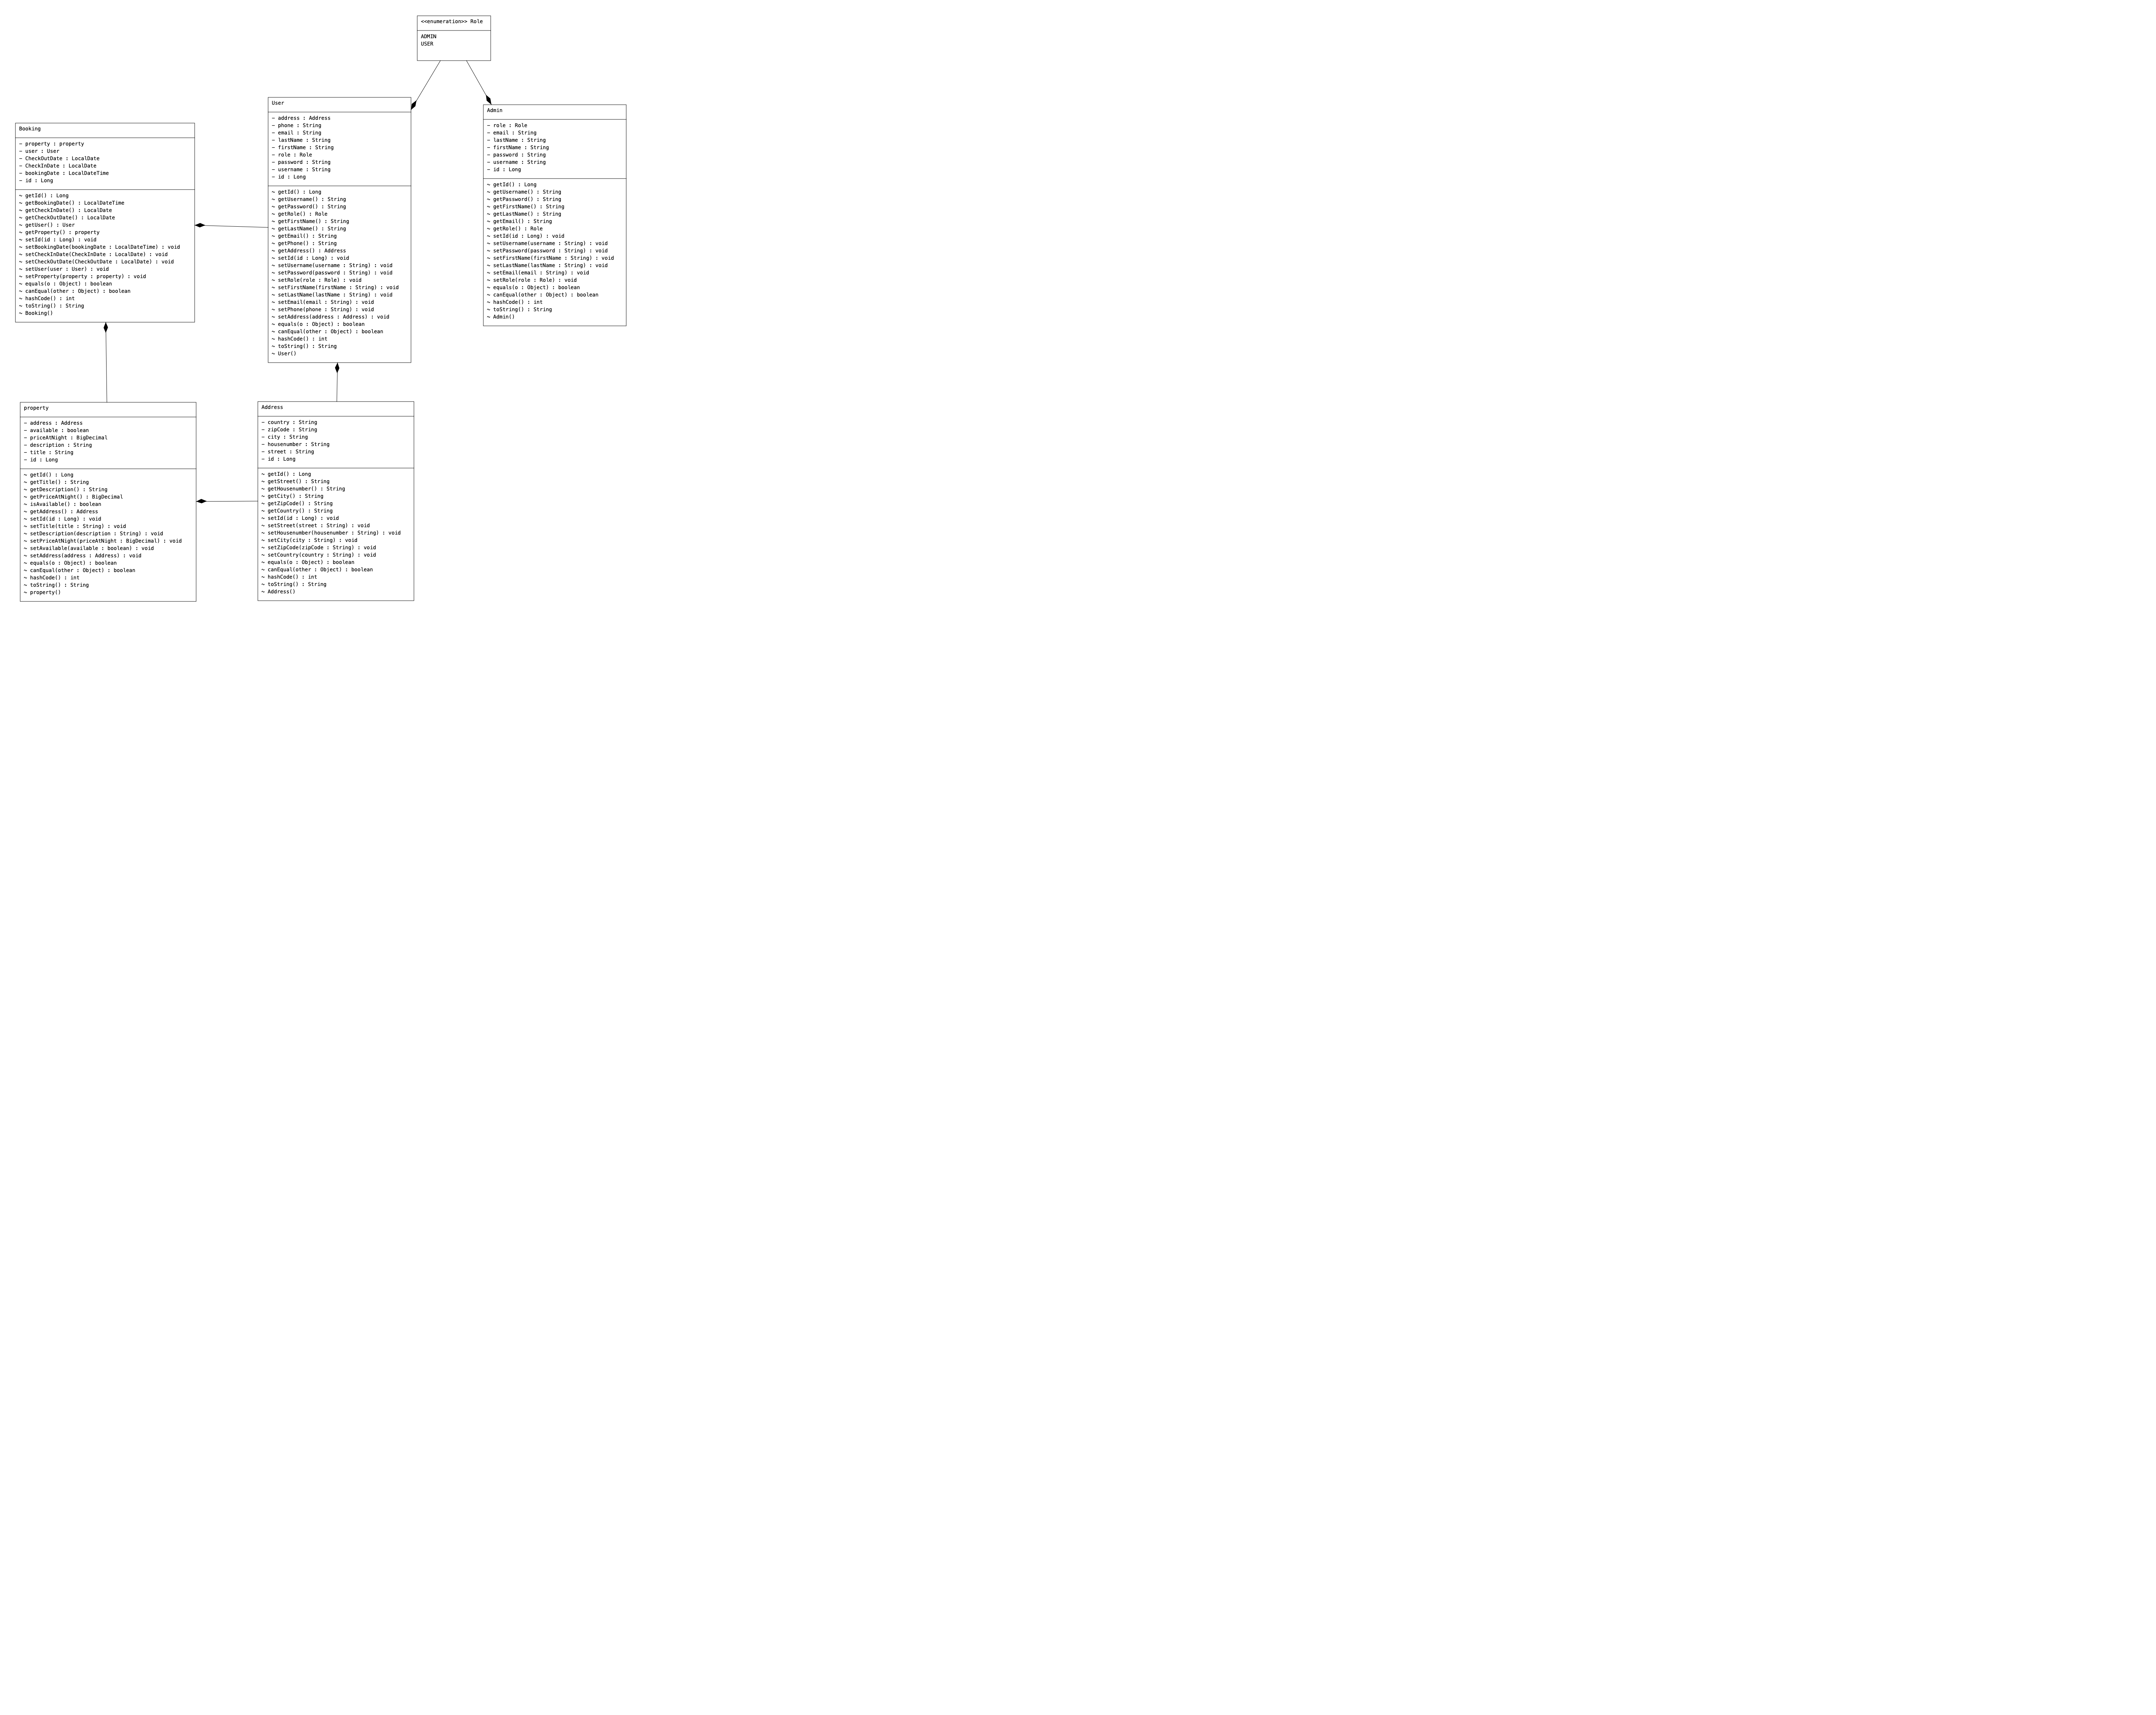 <<enumeration>> Role
ADMIN
USER
User
- address : Address
- phone : String
- email : String
- lastName : String
- firstName : String
- role : Role
- password : String
- username : String
- id : Long
~ getId() : Long
~ getUsername() : String
~ getPassword() : String
~ getRole() : Role
~ getFirstName() : String
~ getLastName() : String
~ getEmail() : String
~ getPhone() : String
~ getAddress() : Address
~ setId(id : Long) : void
~ setUsername(username : String) : void
~ setPassword(password : String) : void
~ setRole(role : Role) : void
~ setFirstName(firstName : String) : void
~ setLastName(lastName : String) : void
~ setEmail(email : String) : void
~ setPhone(phone : String) : void
~ setAddress(address : Address) : void
~ equals(o : Object) : boolean
~ canEqual(other : Object) : boolean
~ hashCode() : int
~ toString() : String
~ User()
Admin
- role : Role
- email : String
- lastName : String
- firstName : String
- password : String
- username : String
- id : Long
~ getId() : Long
~ getUsername() : String
~ getPassword() : String
~ getFirstName() : String
~ getLastName() : String
~ getEmail() : String
~ getRole() : Role
~ setId(id : Long) : void
~ setUsername(username : String) : void
~ setPassword(password : String) : void
~ setFirstName(firstName : String) : void
~ setLastName(lastName : String) : void
~ setEmail(email : String) : void
~ setRole(role : Role) : void
~ equals(o : Object) : boolean
~ canEqual(other : Object) : boolean
~ hashCode() : int
~ toString() : String
~ Admin()
Booking
- property : property
- user : User
- CheckOutDate : LocalDate
- CheckInDate : LocalDate
- bookingDate : LocalDateTime
- id : Long
~ getId() : Long
~ getBookingDate() : LocalDateTime
~ getCheckInDate() : LocalDate
~ getCheckOutDate() : LocalDate
~ getUser() : User
~ getProperty() : property
~ setId(id : Long) : void
~ setBookingDate(bookingDate : LocalDateTime) : void
~ setCheckInDate(CheckInDate : LocalDate) : void
~ setCheckOutDate(CheckOutDate : LocalDate) : void
~ setUser(user : User) : void
~ setProperty(property : property) : void
~ equals(o : Object) : boolean
~ canEqual(other : Object) : boolean
~ hashCode() : int
~ toString() : String
~ Booking()
property
- address : Address
- available : boolean
- priceAtNight : BigDecimal
- description : String
- title : String
- id : Long
~ getId() : Long
~ getTitle() : String
~ getDescription() : String
~ getPriceAtNight() : BigDecimal
~ isAvailable() : boolean
~ getAddress() : Address
~ setId(id : Long) : void
~ setTitle(title : String) : void
~ setDescription(description : String) : void
~ setPriceAtNight(priceAtNight : BigDecimal) : void
~ setAvailable(available : boolean) : void
~ setAddress(address : Address) : void
~ equals(o : Object) : boolean
~ canEqual(other : Object) : boolean
~ hashCode() : int
~ toString() : String
~ property()
Address
- country : String
- zipCode : String
- city : String
- housenumber : String
- street : String
- id : Long
~ getId() : Long
~ getStreet() : String
~ getHousenumber() : String
~ getCity() : String
~ getZipCode() : String
~ getCountry() : String
~ setId(id : Long) : void
~ setStreet(street : String) : void
~ setHousenumber(housenumber : String) : void
~ setCity(city : String) : void
~ setZipCode(zipCode : String) : void
~ setCountry(country : String) : void
~ equals(o : Object) : boolean
~ canEqual(other : Object) : boolean
~ hashCode() : int
~ toString() : String
~ Address()